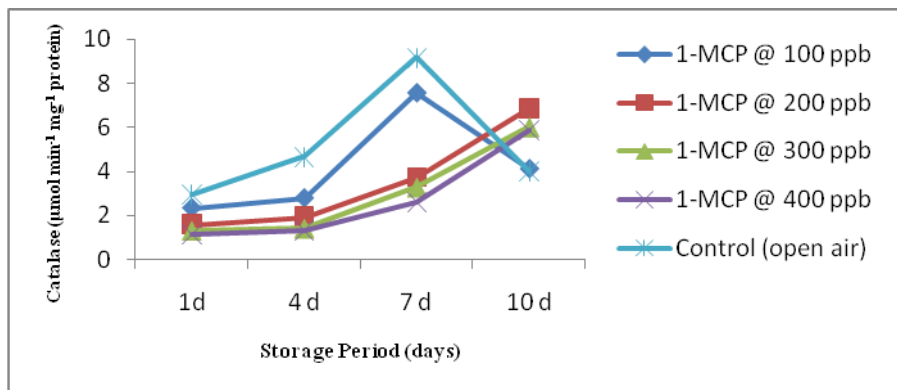 Catalase (µmol min⁻¹ mg⁻¹ protein)
10
8
6
4
2
0
1d
4 d
7 d
10 d
Storage Period (days)
1-MCP @ 100 ppb
1-MCP @ 200 ppb
1-MCP @ 300 ppb
1-MCP @ 400 ppb
Control (open air)